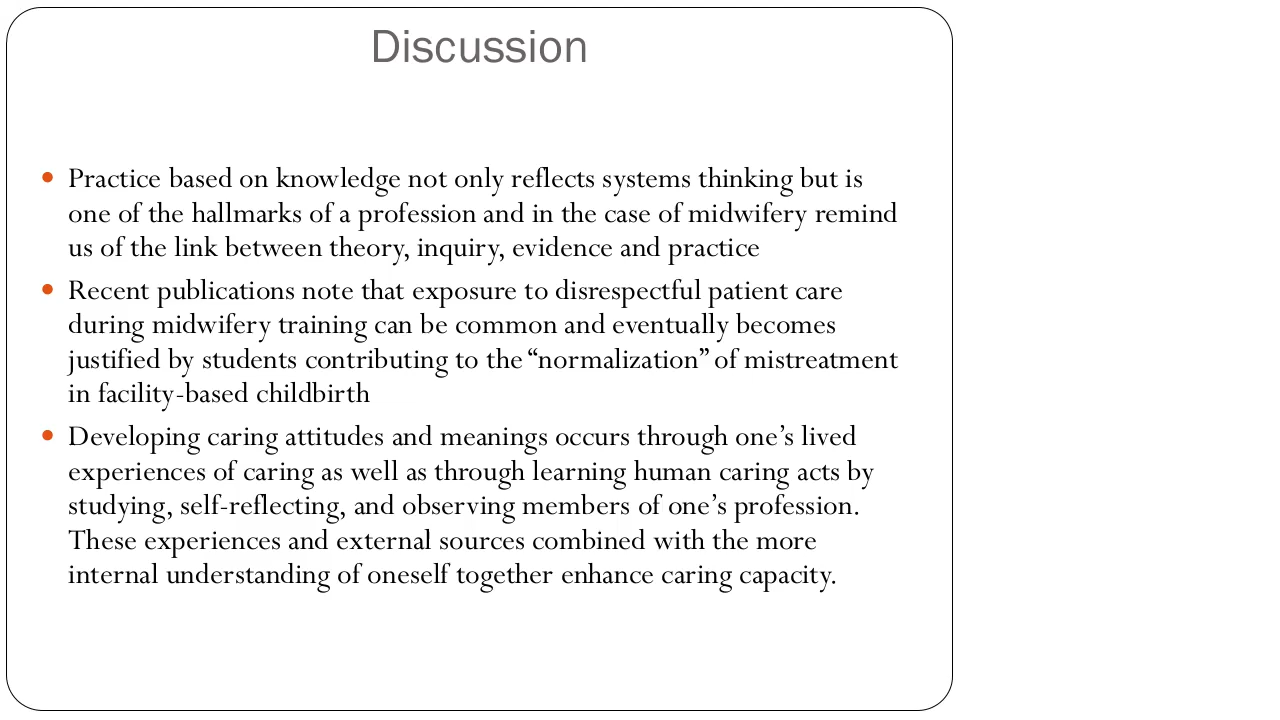 Discussion
Practice based on knowledge not only reflects systems thinking but is
one of the hallmarks of a profession and in the case of midwifery remind
us of the link between theory, inquiry, evidence and practice
Recent publications note that exposure to disrespectful patient care
during midwifery training can be common and eventually becomes
justified by students contributing to the “normalization” of mistreatment
in facility-based childbirth
Developing caring attitudes and meanings occurs through one’s lived
experiences of caring as well as through learning human caring acts by
studying, self-reflecting, and observing members of one’s profession.
These experiences and external sources combined with the more
internal understanding of oneself together enhance caring capacity.